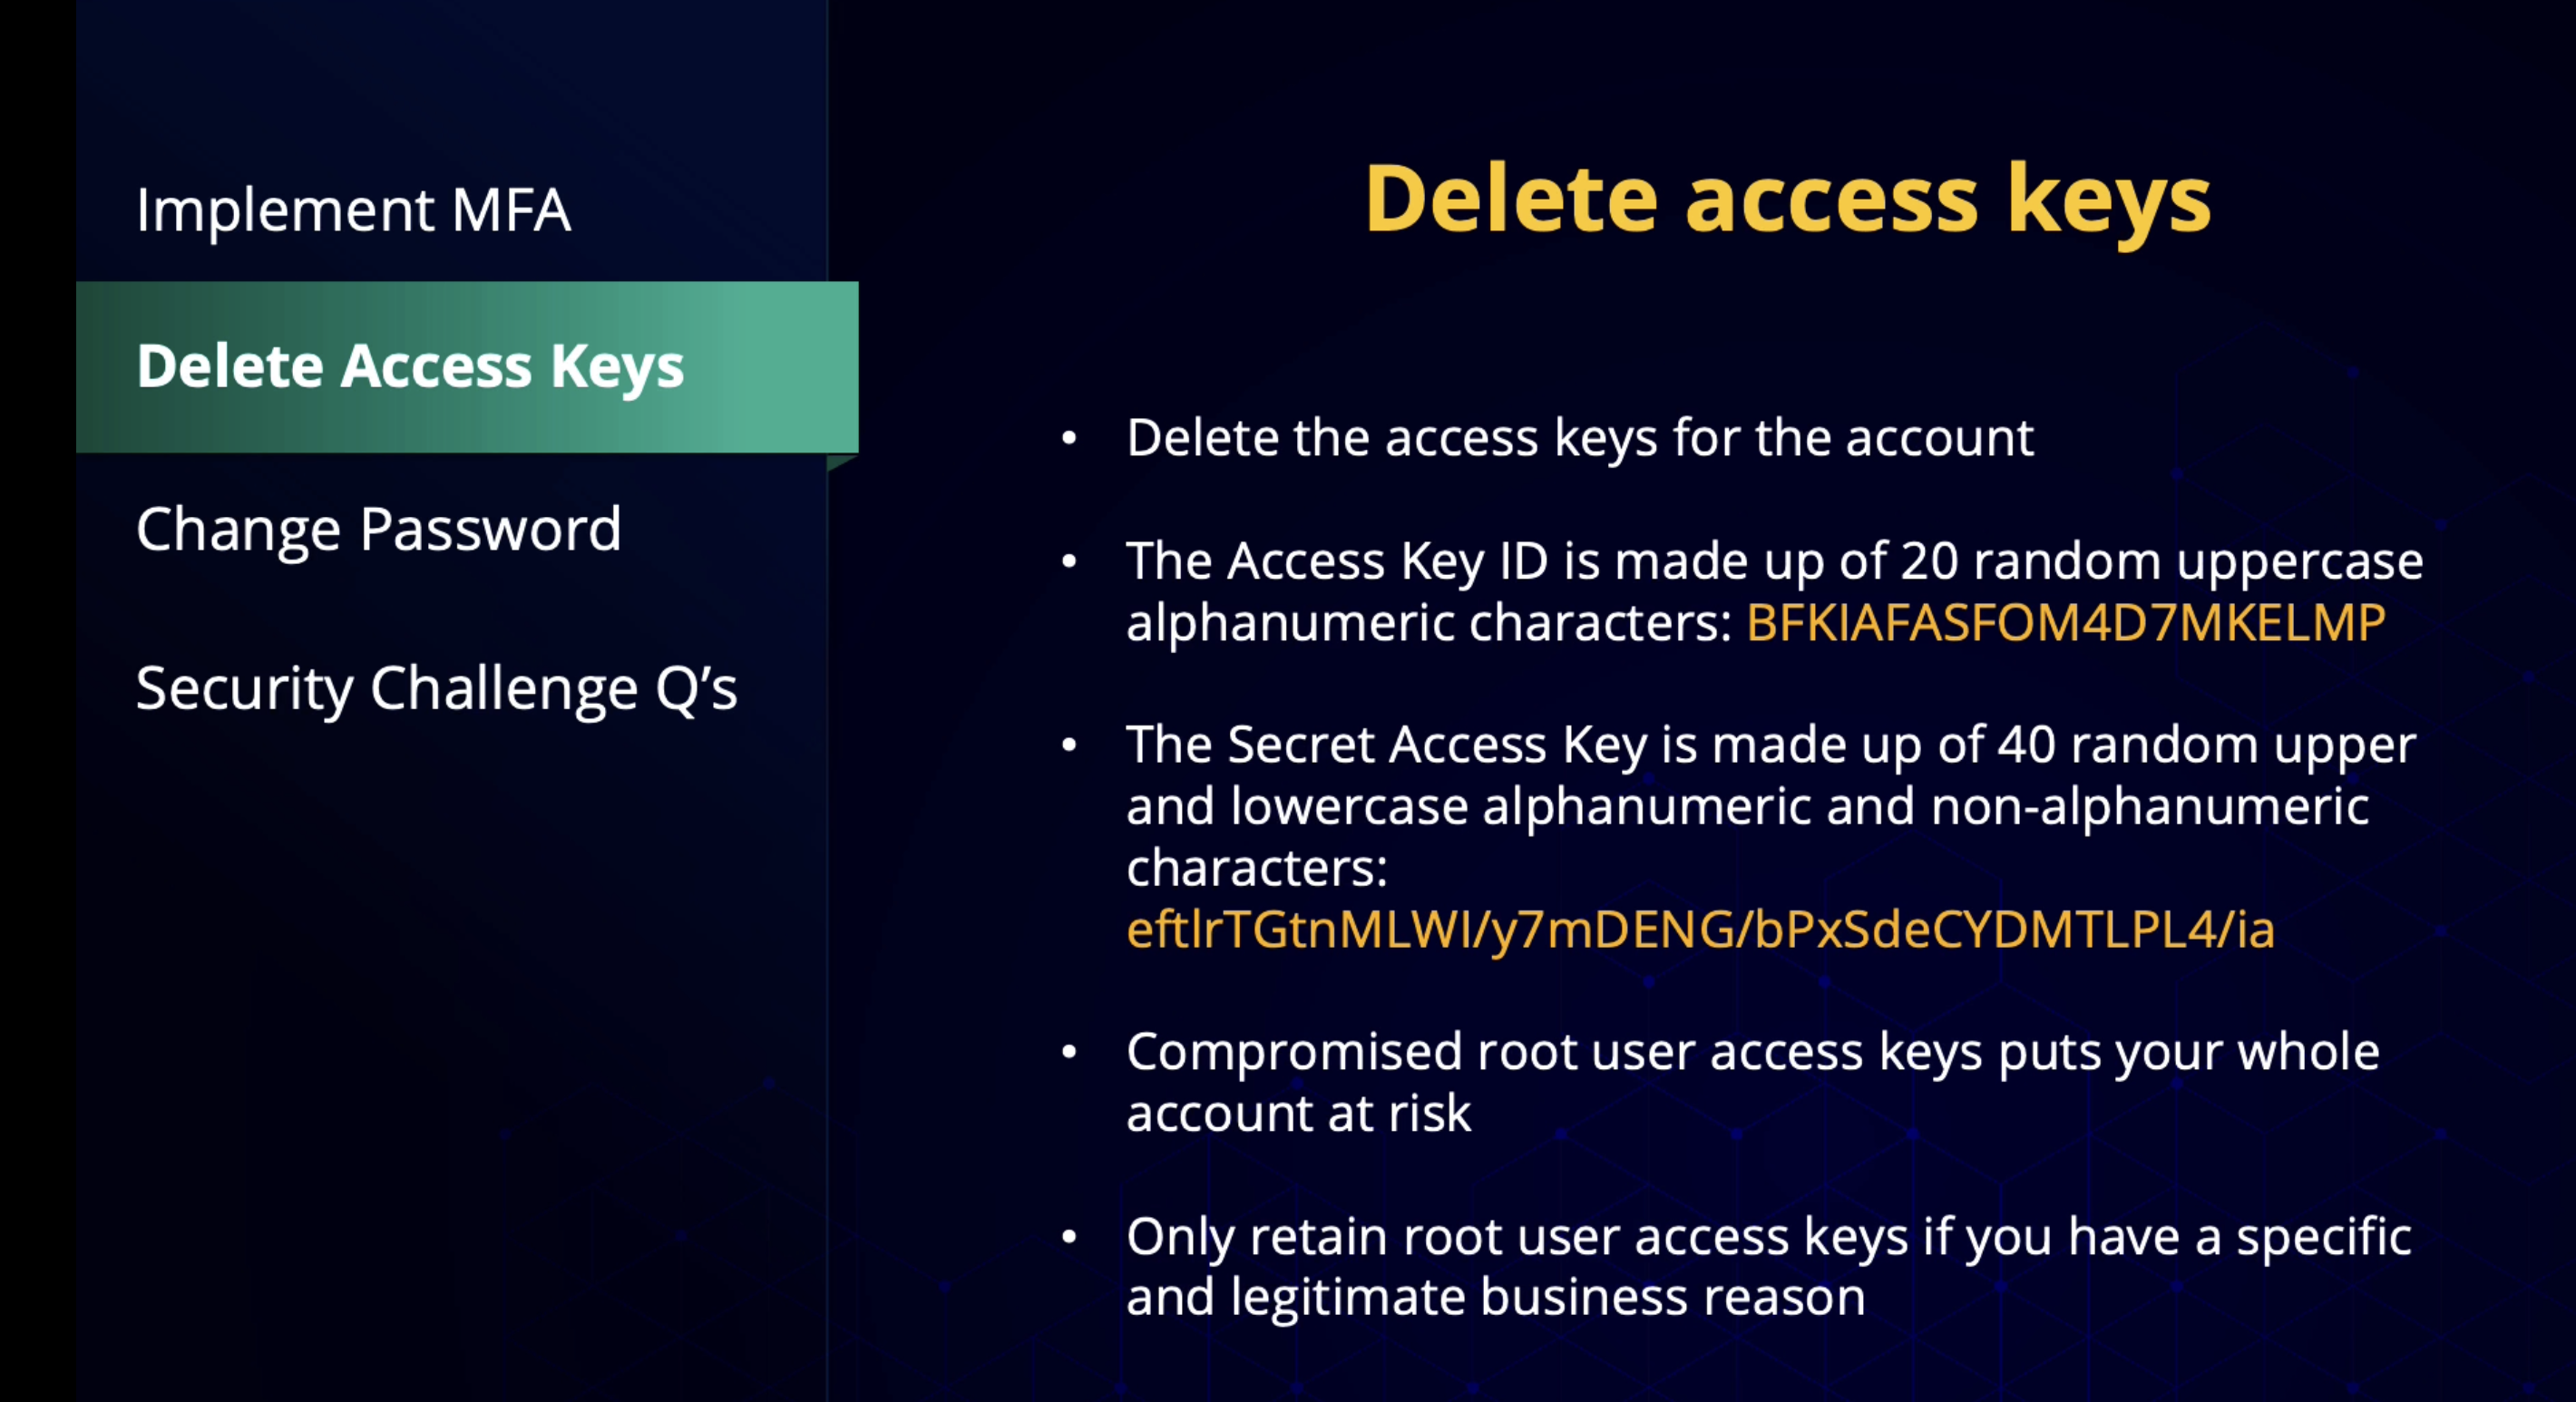 Implement MFA
Delete Access Keys
Change Password
Security Challenge Q’s
Delete access keys
• Delete the access keys for the account
• The Access Key ID is made up of 20 random uppercase
alphanumeric characters: BFKIAFASFOM4D7MKELMP
• The Secret Access Key is made up of 40 random upper
and lowercase alphanumeric and non-alphanumeric
characters:
eftlrTGtnMLWI/y7mDENG/bPxSdeCYDMTLPL4/ia
• Compromised root user access keys puts your whole
account at risk
• Only retain root user access keys if you have a specific
and legitimate business reason